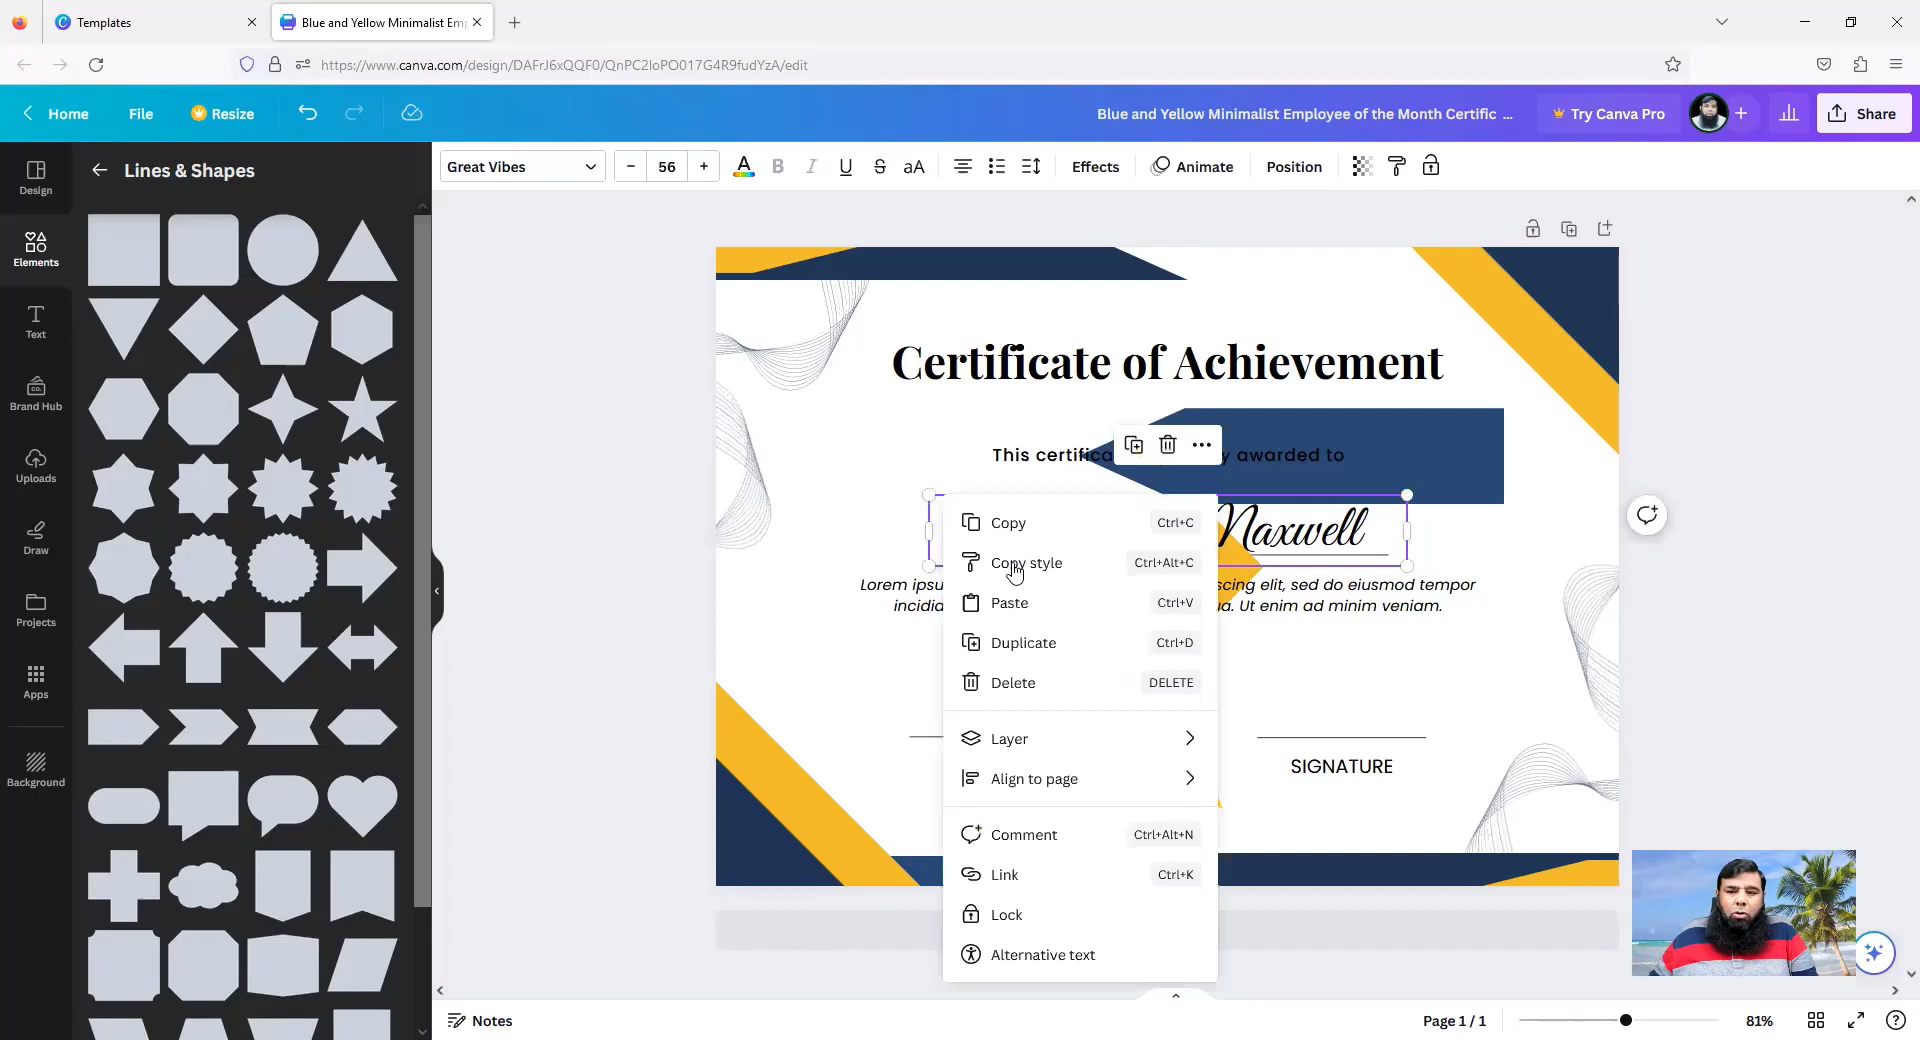 Templates
Blue and Yellow Minimalist Em
https://www.canva.com/design/DAFrJ6xQQF0/QnPC2loPO017G4R9fudYzA/edit
Home
File
Resize
Blue and Yellow Minimalist Employee of the Month Certific ...
Try Canva Pro
Share
Design
Elements
Text
Brand Hub
Uploads
Draw
Projects
Apps
Background
Lines & Shapes
Great Vibes
56
aA
Effects
Animate
Position
Certificate of Achievement
This certifica
y awarded to
Maxwell
Lorem ipsu
scing elit, sed do eiusmod tempor
incidid
ua. Ut enim ad minim veniam.
SIGNATURE
Copy Ctrl+C
Copy style Ctrl+Alt+C
Paste Ctrl+V
Duplicate Ctrl+D
Delete DELETE
Layer
Align to page
Comment Ctrl+Alt+N
Link Ctrl+K
Lock
Alternative text
Notes
Page 1 / 1
81%